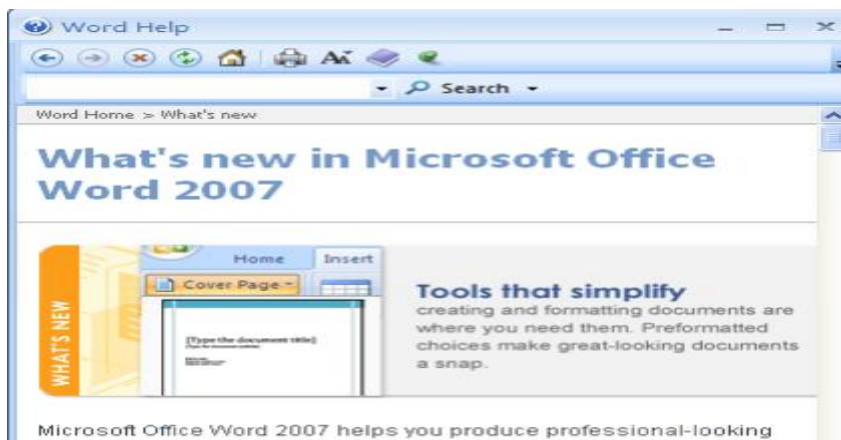 Word Help
Search
Word Home > What's new
What's new in Microsoft Office
Word 2007
WHAT'S NEW
Home Insert
Cover Page
[Type the document title]
Tools that simplify
creating and formatting documents are
where you need them. Preformatted
choices make great-looking documents
a snap.
Microsoft Office Word 2007 helps you produce professional-looking